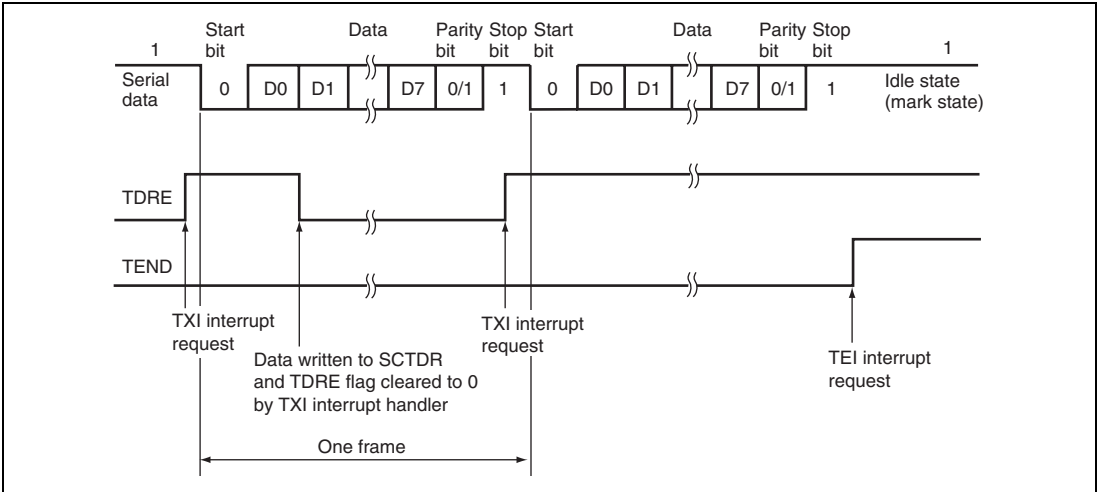 Start bit Data Parity bit Stop bit Start bit Data Parity bit Stop bit
1 1
Serial data 0 D0 D1 D7 0/1 1 0 D0 D1 D7 0/1 1 Idle state (mark state)
TDRE
TEND
TXI interrupt
request
Data written to SCTDR
and TDRE flag cleared to 0
by TXI interrupt handler
TXI interrupt
request
TEI interrupt
request
One frame